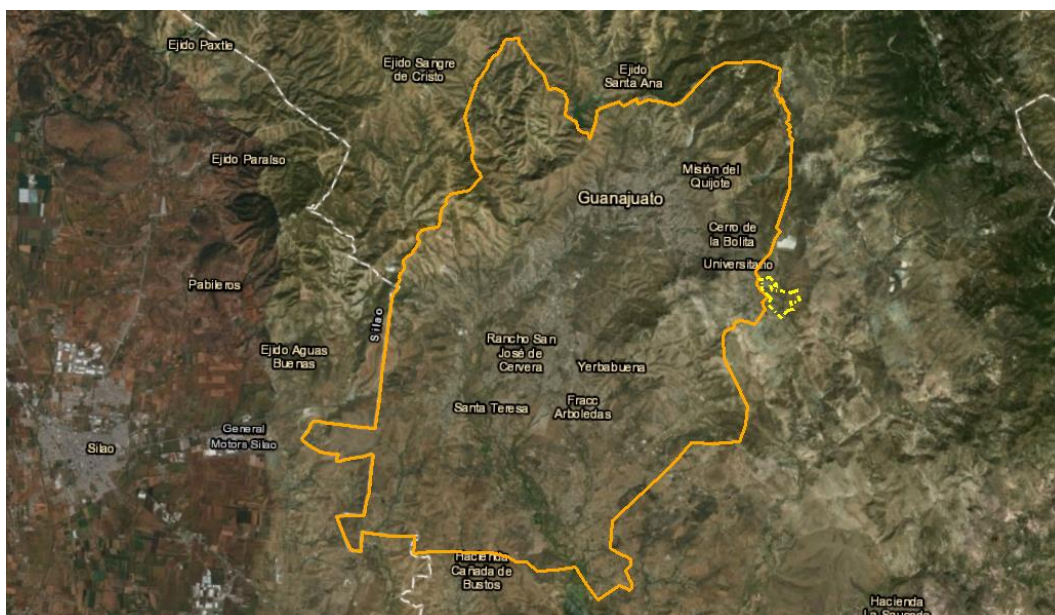 Ejido Paxtle
Ejido Sangre
de Cristo
Ejido
Santa Ana
Ejido Paraíso
Misión del
Quijote
Guanajuato
Cerro de
la Bolita
Universitario
Pabileros
Silao
Ejido Aguas
Buenas
Rancho San
José de
Cervera
Yerbabuena
Santa Teresa
Fracc
Arboledas
General
Motors Silao
Silao
Hacienda
Cañada de
Bustos
Hacienda